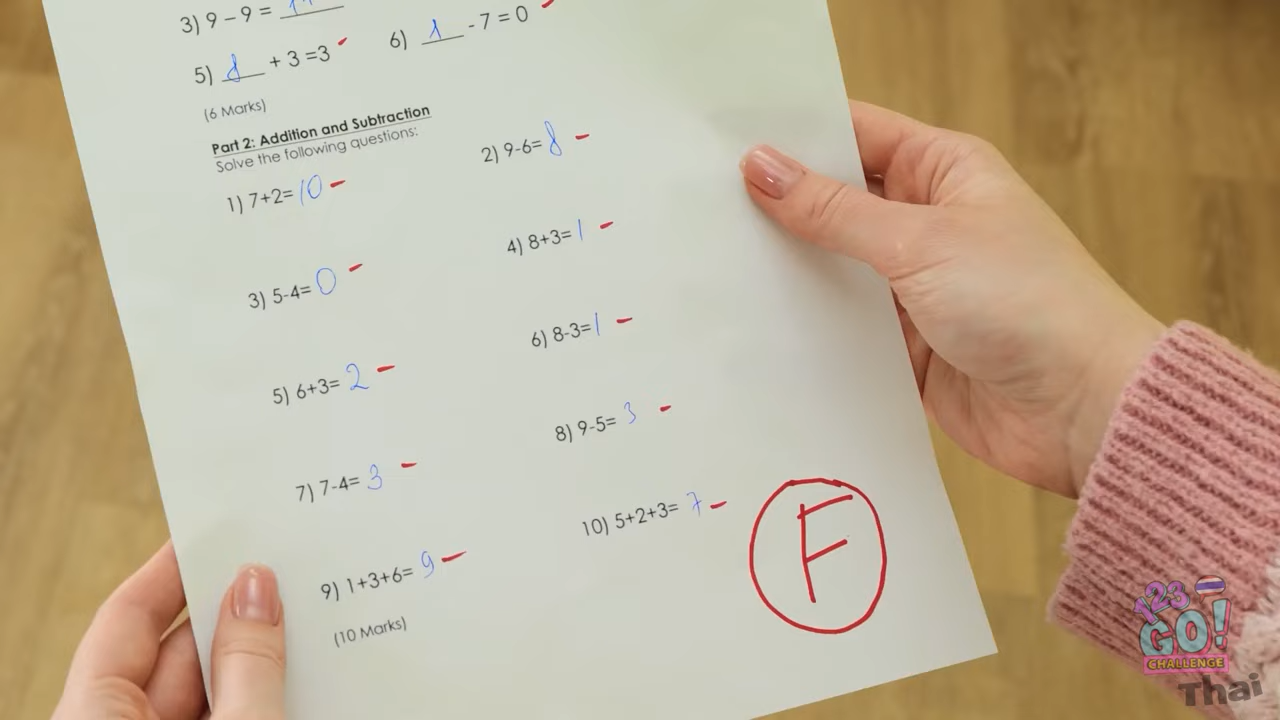 3) 9 – 9 =
5) 8 + 3 =3
6) 1 - 7 = 0
(6 Marks)
Part 2: Addition and Subtraction
Solve the following questions:
1) 7+2= 10
2) 9-6= 8
3) 5-4= 0
4) 8+3= 1
5) 6+3= 2
6) 8-3= 1
7) 7-4= 3
8) 9-5= 3
9) 1+3+6= 9
10) 5+2+3= 7
(10 Marks)
F
123
GO!
CHALLENGE
Thai